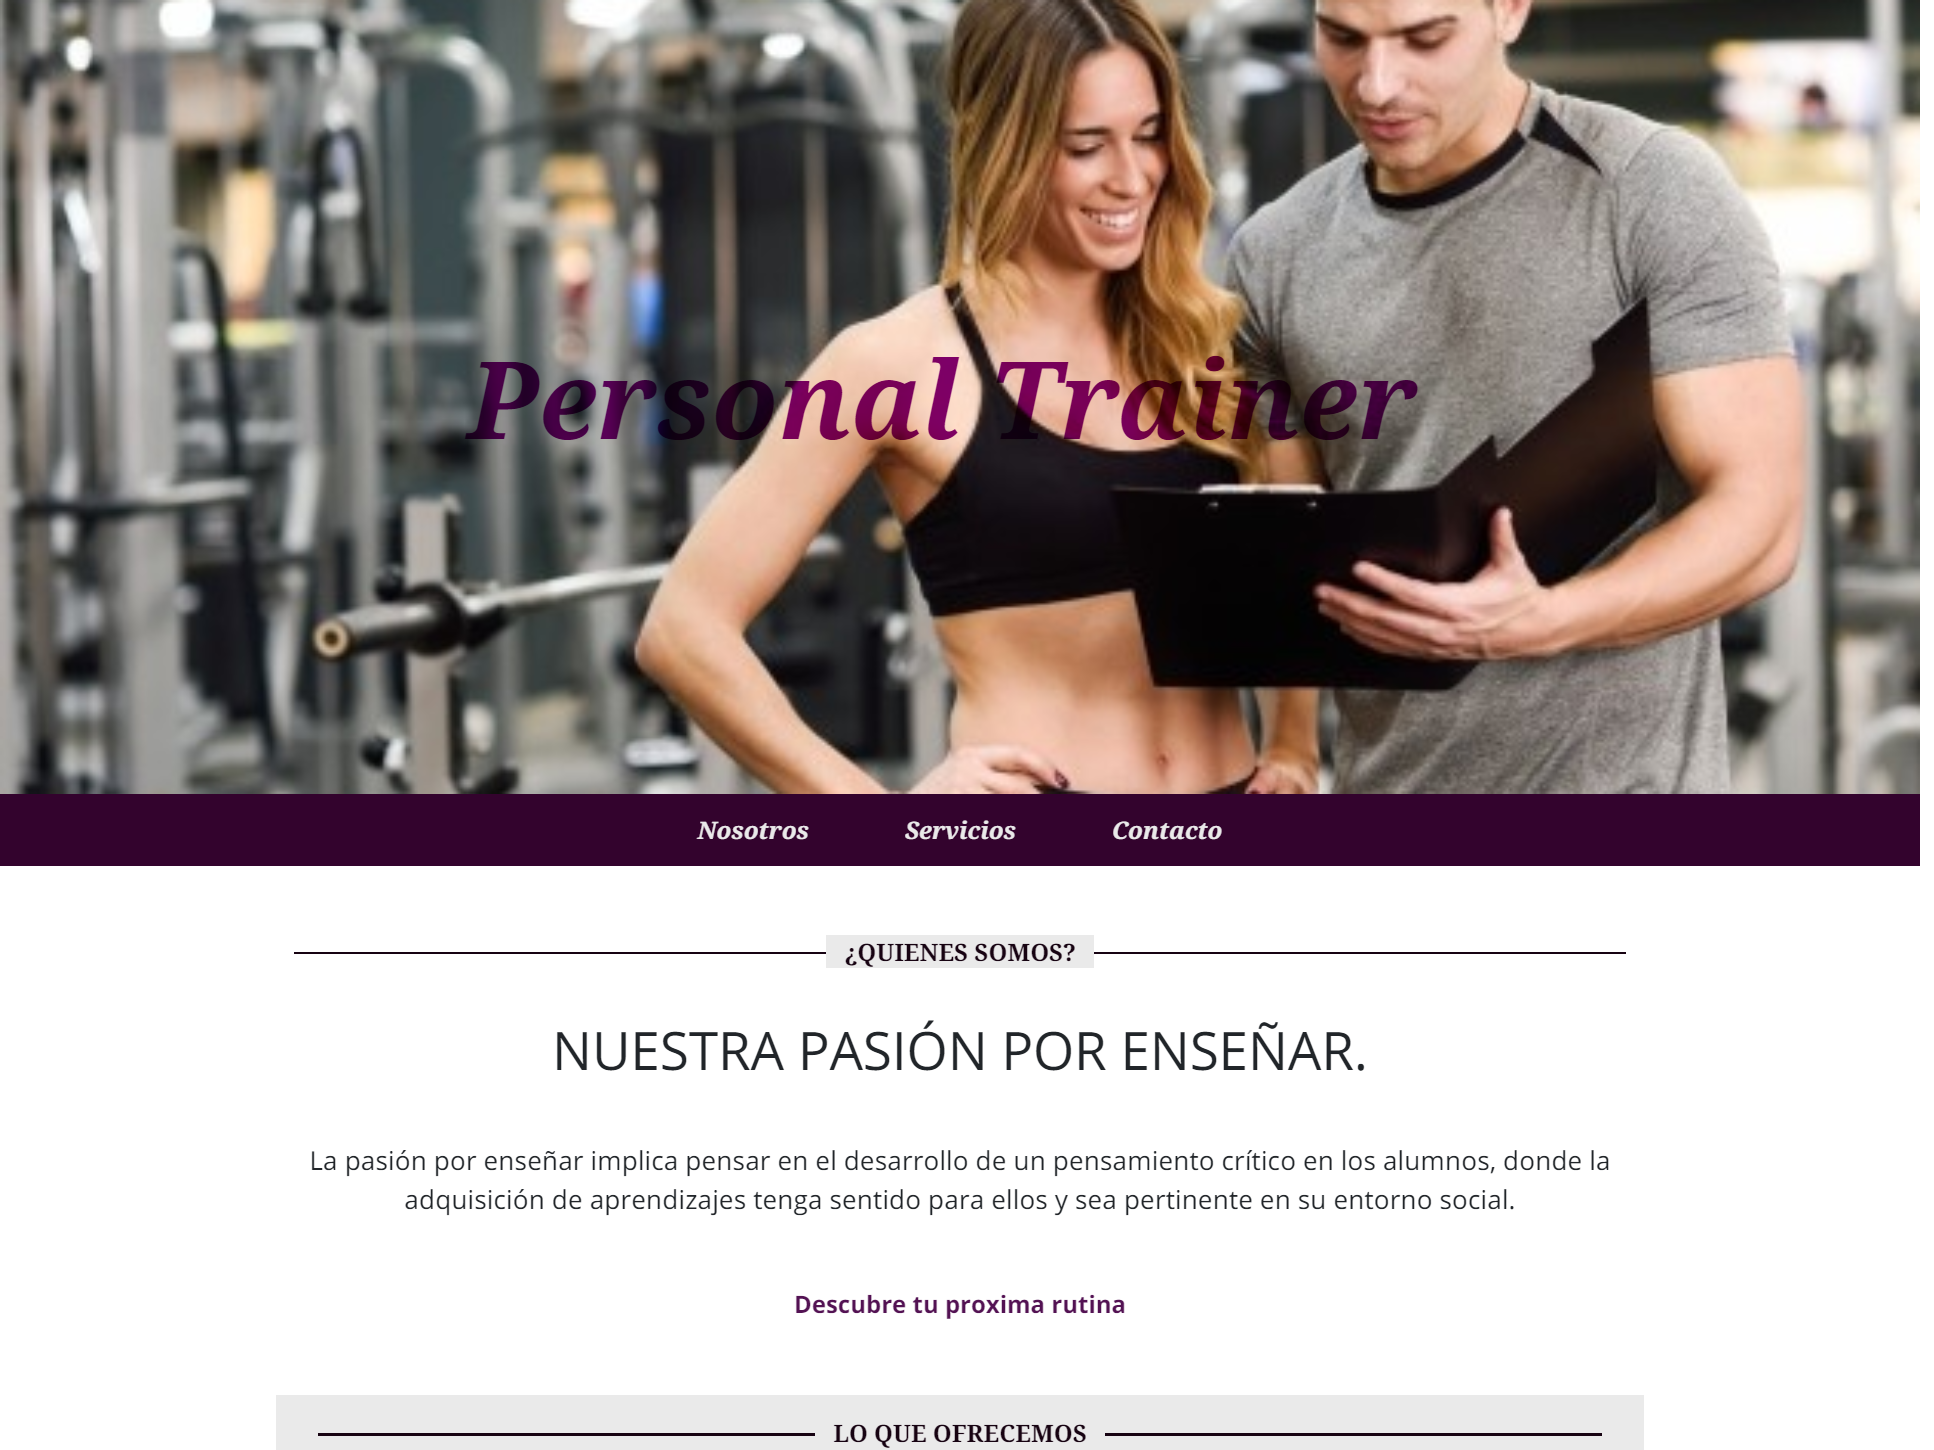 Personal Trainer
Nosotros Servicios Contacto
¿QUIENES SOMOS?
NUESTRA PASIÓN POR ENSEÑAR.
La pasión por enseñar implica pensar en el desarrollo de un pensamiento crítico en los alumnos, donde la
adquisición de aprendizajes tenga sentido para ellos y sea pertinente en su entorno social.
Descubre tu proxima rutina
LO QUE OFRECEMOS